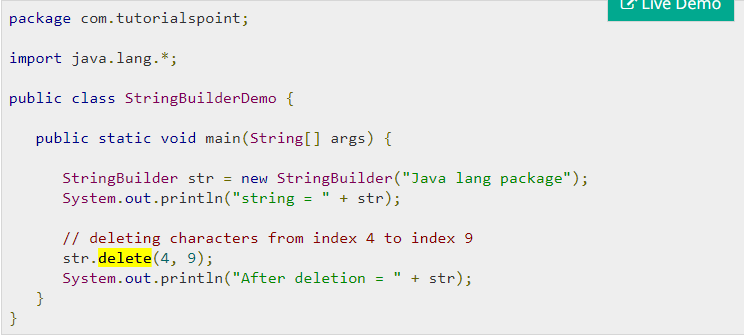 Live Demo
package com.tutorialspoint;
import java.lang.*;
public class StringBuilderDemo {
public static void main(String[] args) {
StringBuilder str = new StringBuilder("Java lang package");
System.out.println("string = " + str);
// deleting characters from index 4 to index 9
str.delete(4, 9);
System.out.println("After deletion = " + str);
}
}